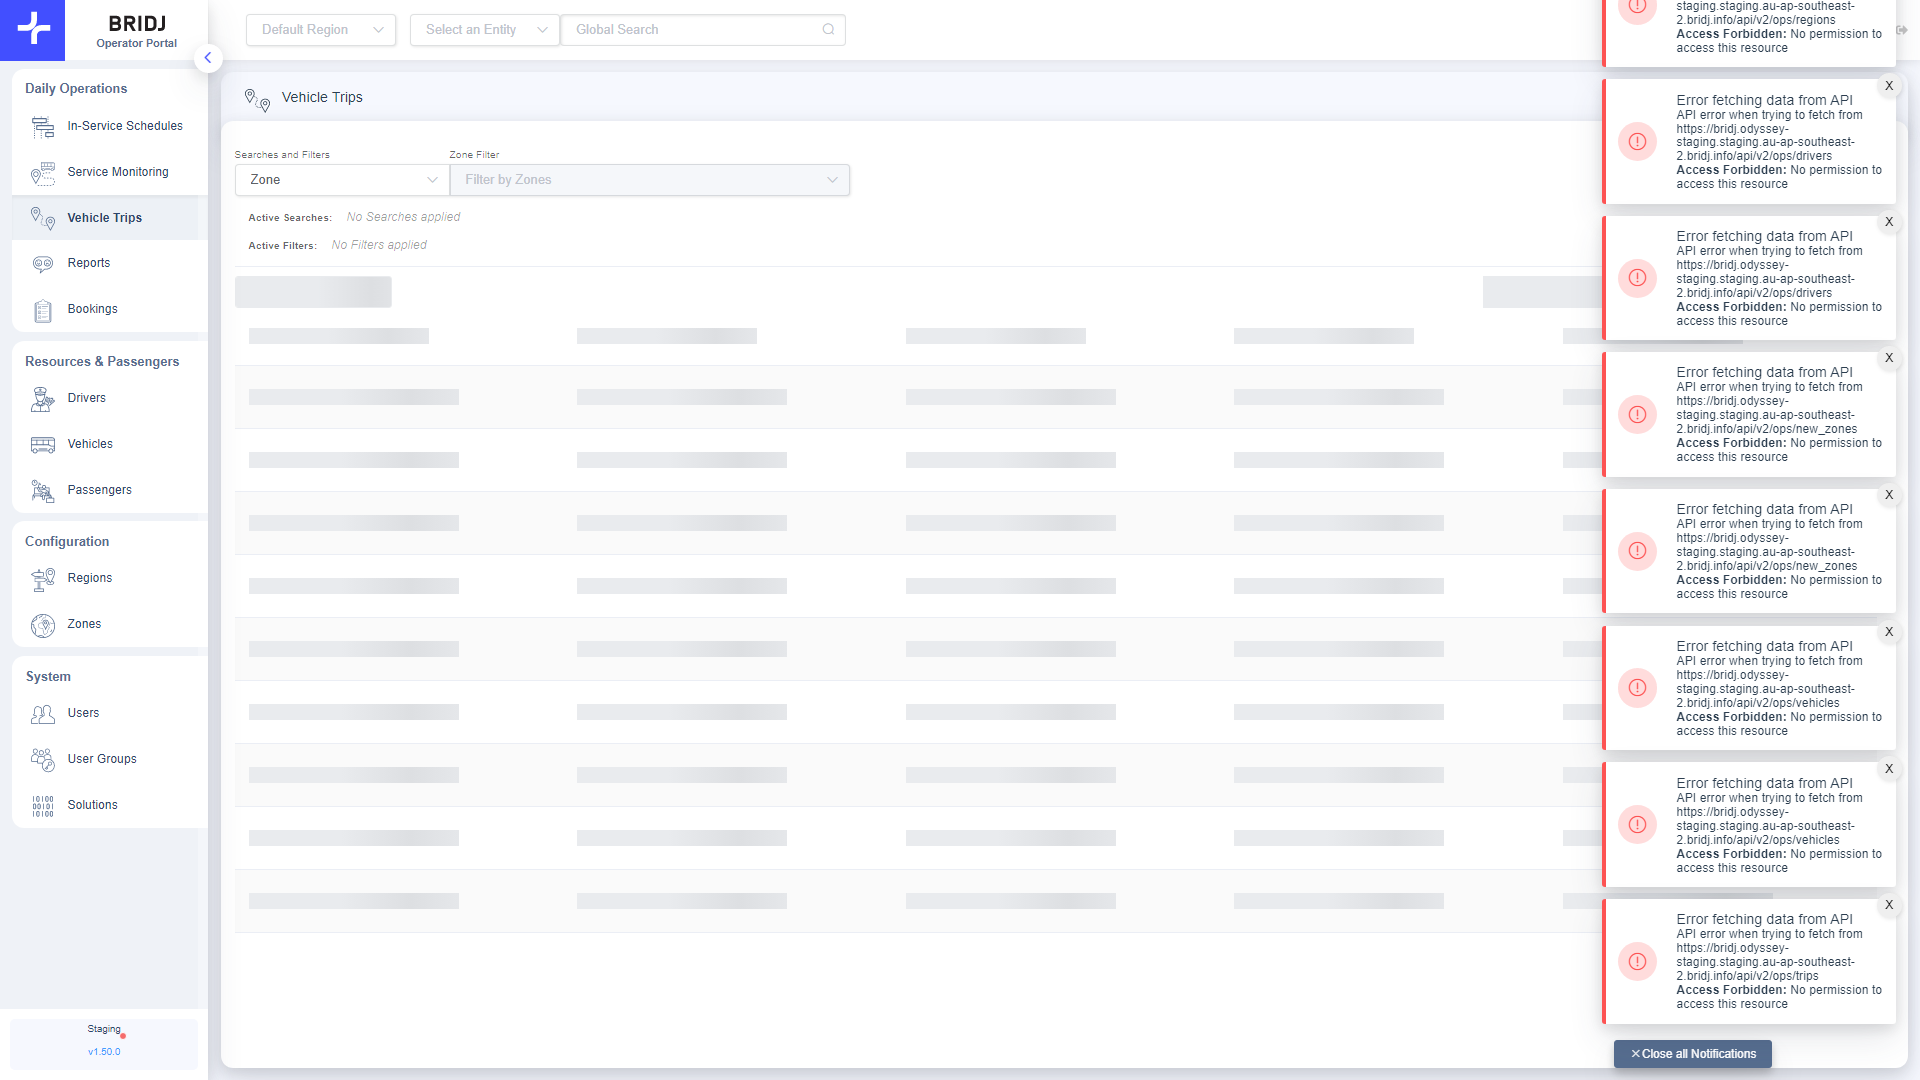 BRIDJ
Operator Portal
Default Region
Select an Entity
Global Search
Daily Operations
In-Service Schedules
Service Monitoring
Vehicle Trips
Reports
Bookings
Resources & Passengers
Drivers
Vehicles
Passengers
Configuration
Regions
Zones
System
Users
User Groups
10100
00101
10100
Solutions
Staging
v1.50.0
Vehicle Trips
Searches and Filters
Zone Filter
Zone
Filter by Zones
Active Searches: No Searches applied
Active Filters: No Filters applied
staging.staging.au-ap-southeast-
2.bridj.info/api/v2/ops/regions
Access Forbidden: No permission to
access this resource
X
Error fetching data from API
API error when trying to fetch from
https://bridj.odyssey-
staging.staging.au-ap-southeast-
2.bridj.info/api/v2/ops/drivers
Access Forbidden: No permission to
access this resource
X
Error fetching data from API
API error when trying to fetch from
https://bridj.odyssey-
staging.staging.au-ap-southeast-
2.bridj.info/api/v2/ops/drivers
Access Forbidden: No permission to
access this resource
X
Error fetching data from API
API error when trying to fetch from
https://bridj.odyssey-
staging.staging.au-ap-southeast-
2.bridj.info/api/v2/ops/new_zones
Access Forbidden: No permission to
access this resource
X
Error fetching data from API
API error when trying to fetch from
https://bridj.odyssey-
staging.staging.au-ap-southeast-
2.bridj.info/api/v2/ops/new_zones
Access Forbidden: No permission to
access this resource
X
Error fetching data from API
API error when trying to fetch from
https://bridj.odyssey-
staging.staging.au-ap-southeast-
2.bridj.info/api/v2/ops/vehicles
Access Forbidden: No permission to
access this resource
X
Error fetching data from API
API error when trying to fetch from
https://bridj.odyssey-
staging.staging.au-ap-southeast-
2.bridj.info/api/v2/ops/vehicles
Access Forbidden: No permission to
access this resource
X
Error fetching data from API
API error when trying to fetch from
https://bridj.odyssey-
staging.staging.au-ap-southeast-
2.bridj.info/api/v2/ops/trips
Access Forbidden: No permission to
access this resource
×Close all Notifications